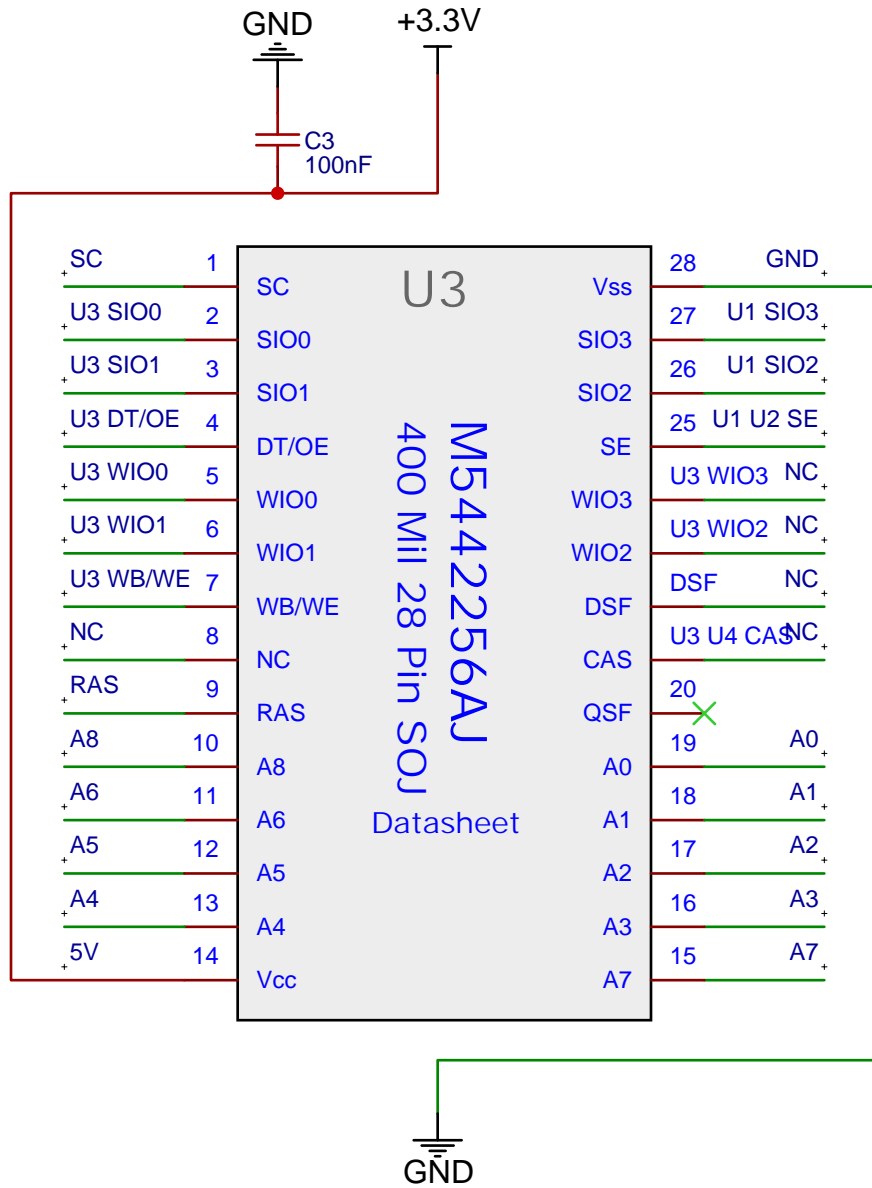 GND
+3.3V
C3
100nF
U3
M5442256AJ
400 Mil 28 Pin SOJ
Datasheet
SC 1 SC
U3 SIO0 2 SIO0
U3 SIO1 3 SIO1
U3 DT/OE 4 DT/OE
U3 WIO0 5 WIO0
U3 WIO1 6 WIO1
U3 WB/WE 7 WB/WE
NC 8 NC
RAS 9 RAS
A8 10 A8
A6 11 A6
A5 12 A5
A4 13 A4
5V 14 Vcc
Vss 28 GND
SIO3 27 U1 SIO3
SIO2 26 U1 SIO2
SE 25 U1 U2 SE
WIO3 U3 WIO3 NC
WIO2 U3 WIO2 NC
DSF DSF NC
CAS U3 U4 CAS NC
QSF 20
A0 19 A0
A1 18 A1
A2 17 A2
A3 16 A3
A7 15 A7
GND